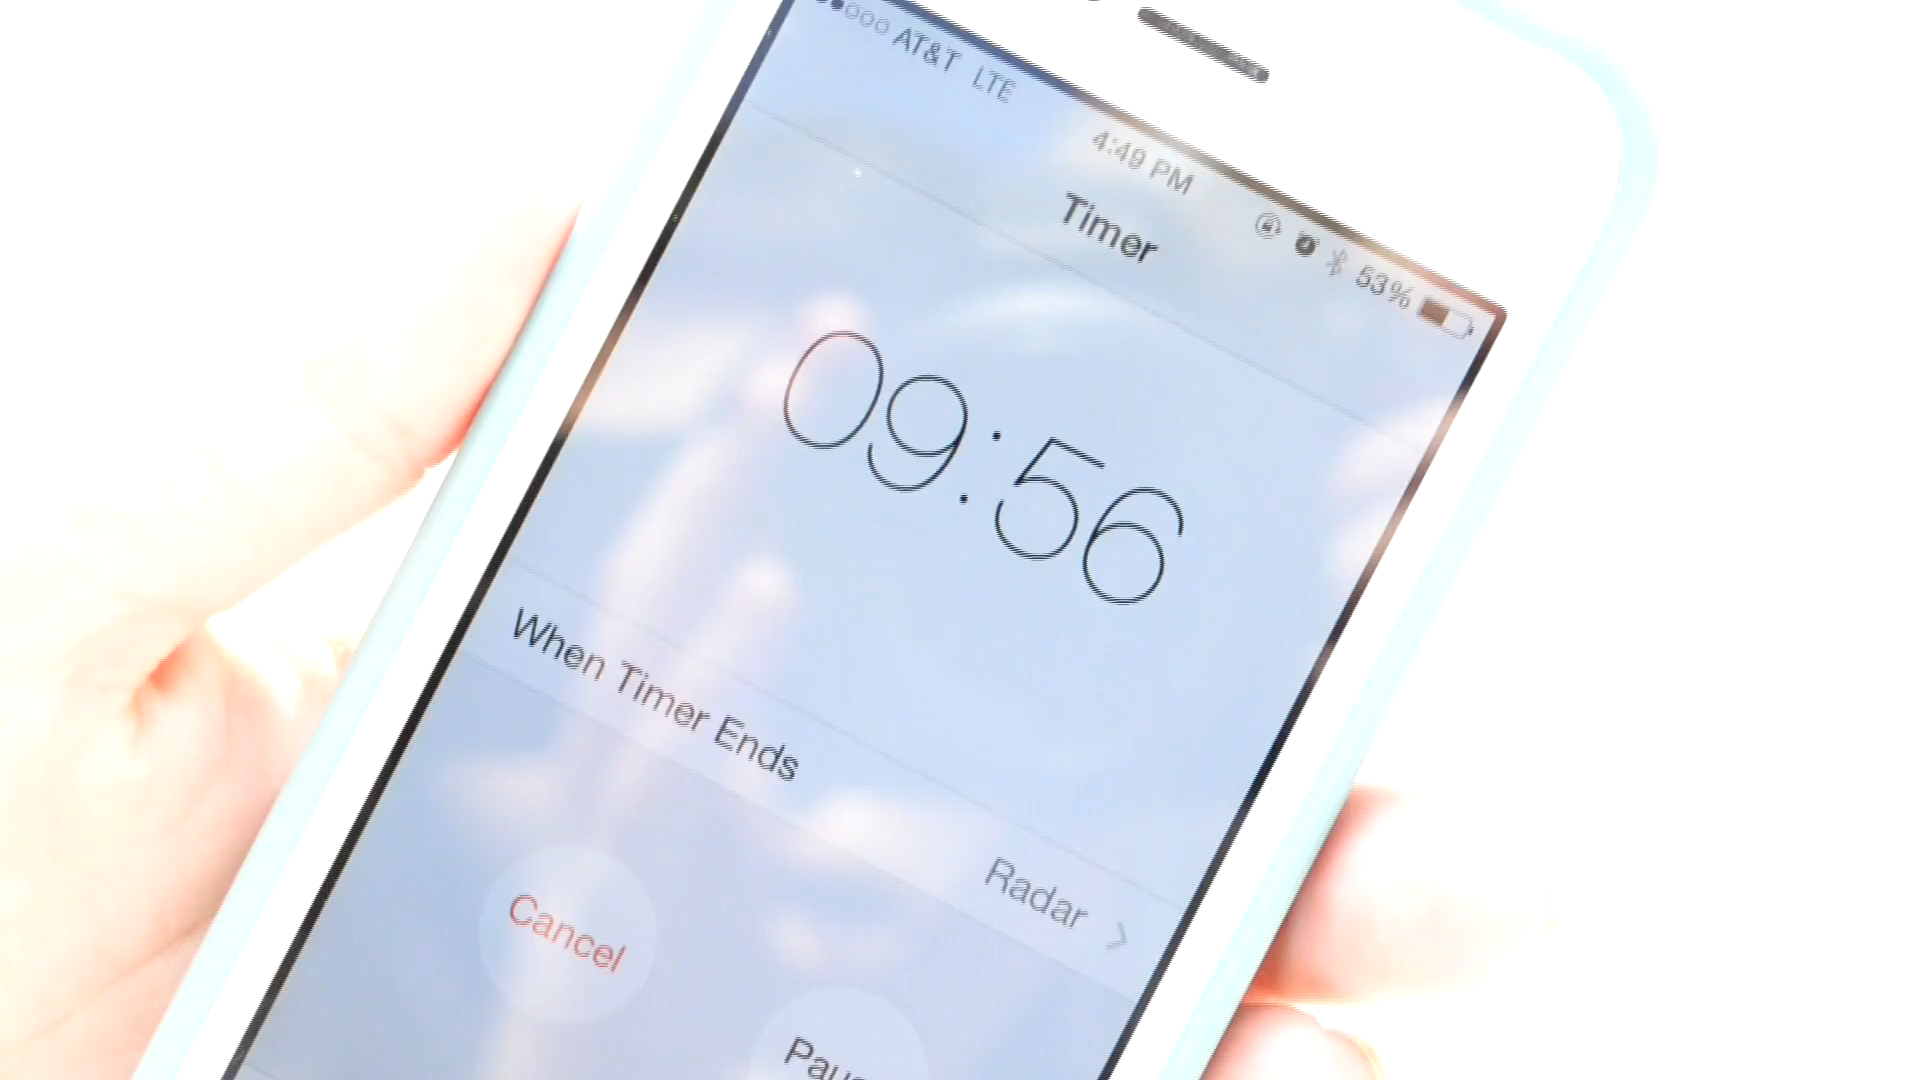 AT&T LTE
4:49 PM
53%
Timer
09:56
When Timer Ends
Radar
Cancel